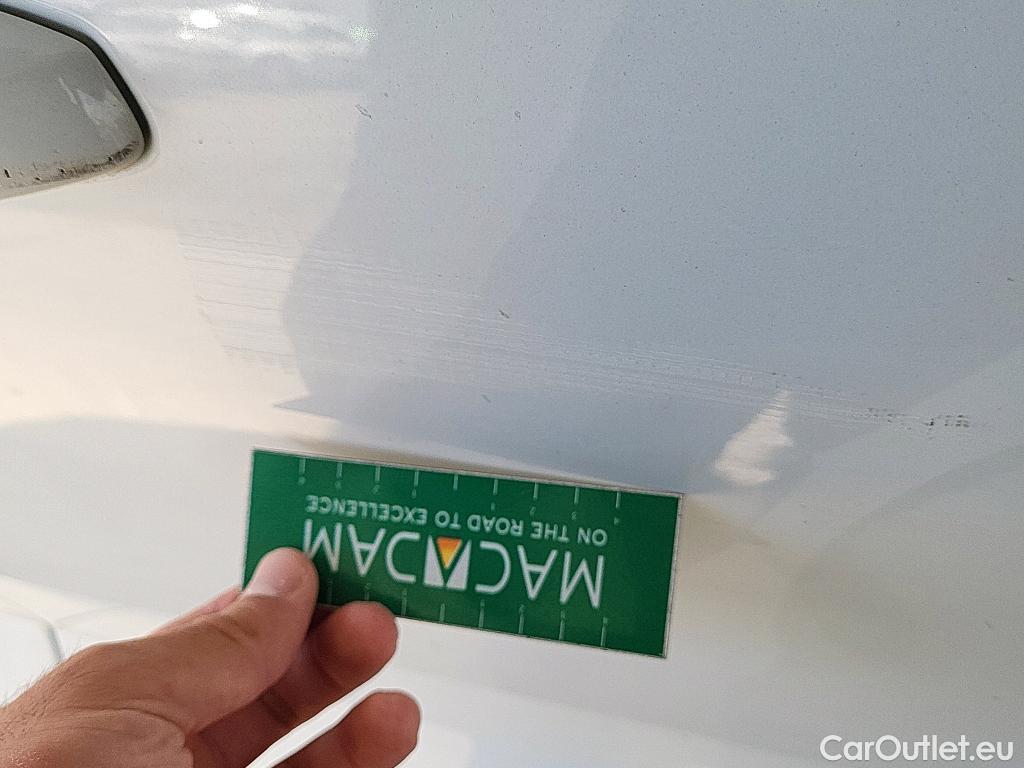 MACADAM
ON THE ROAD TO EXCELLENCE
CarOutlet.eu